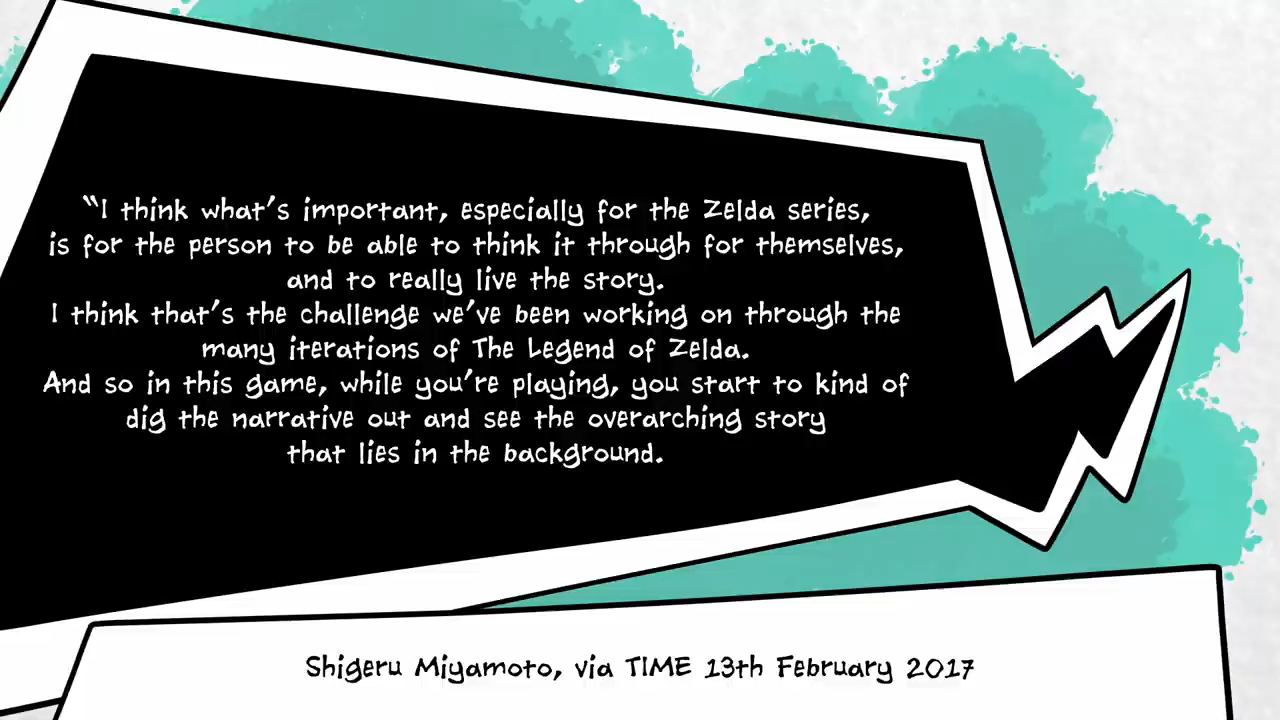 “I think what's important, especially for the Zelda series,
is for the person to be able to think it through for themselves,
and to really live the story.
I think that's the challenge we've been working on through the
many iterations of The Legend of Zelda.
And so in this game, while you're playing, you start to kind of
dig the narrative out and see the overarching story
that lies in the background.
Shigeru Miyamoto, via TIME 13th February 2017